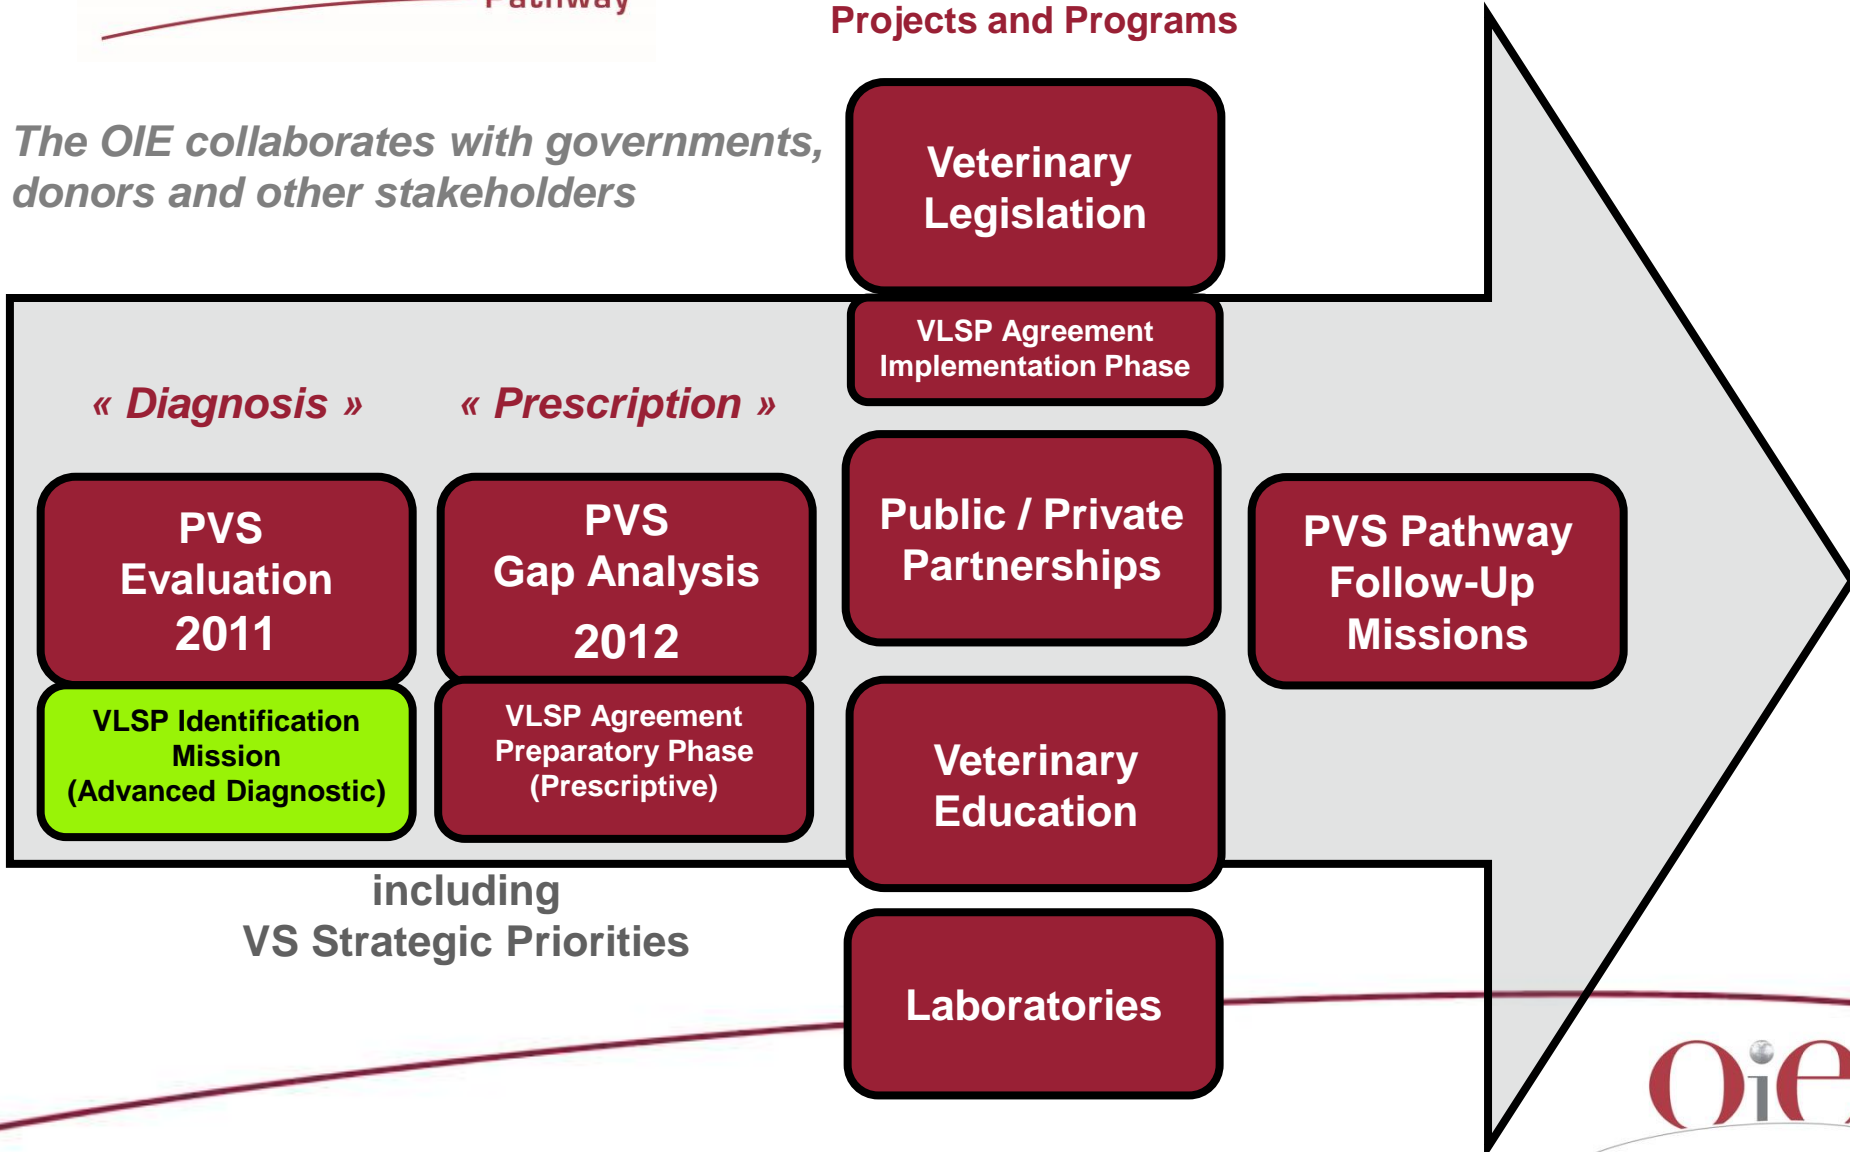 Pathway
Projects and Programs
The OIE collaborates with governments,
donors and other stakeholders
Veterinary
Legislation
VLSP Agreement
Implementation Phase
« Diagnosis »
« Prescription »
PVS
Evaluation
2011
PVS
Gap Analysis
2012
Public / Private
Partnerships
PVS Pathway
Follow-Up
Missions
VLSP Identification
Mission
(Advanced Diagnostic)
VLSP Agreement
Preparatory Phase
(Prescriptive)
Veterinary
Education
including
VS Strategic Priorities
Laboratories
Oie